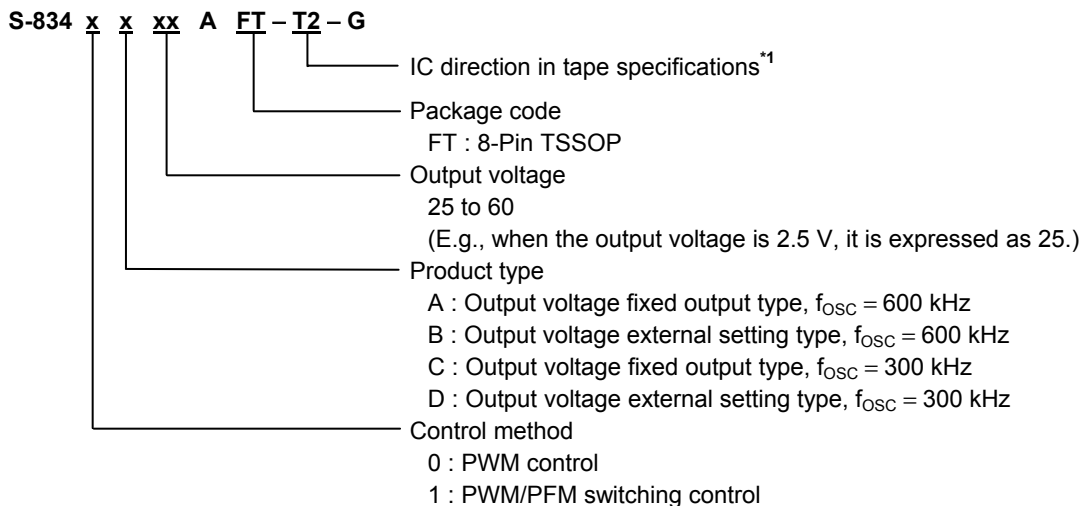 S-834 x x xx A FT – T2 – G
IC direction in tape specifications*1
Package code
FT : 8-Pin TSSOP
Output voltage
25 to 60
(E.g., when the output voltage is 2.5 V, it is expressed as 25.)
Product type
A : Output voltage fixed output type, fOSC = 600 kHz
B : Output voltage external setting type, fOSC = 600 kHz
C : Output voltage fixed output type, fOSC = 300 kHz
D : Output voltage external setting type, fOSC = 300 kHz
Control method
0 : PWM control
1 : PWM/PFM switching control